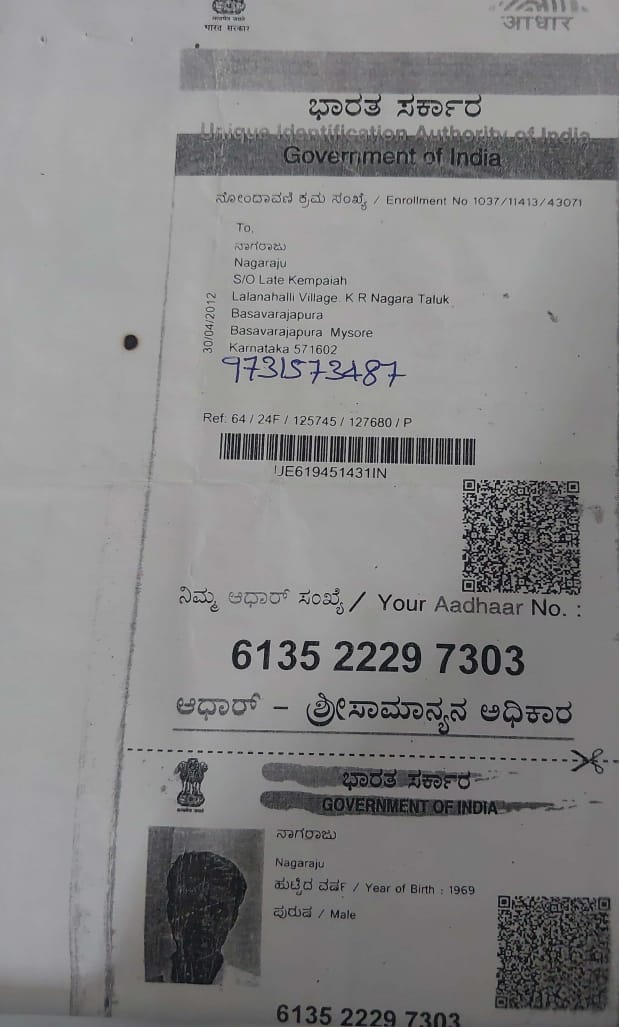 भारत सरकार
आधार
ಭಾರತ ಸರ್ಕಾರ
Unique Identification Authority of India
Government of India
ನೋಂದಾವಣೆ ಕ್ರಮ ಸಂಖ್ಯೆ / Enrollment No 1037/11413/43071
To,
ನಾಗರಾಜು
Nagaraju
S/O Late Kempaiah
Lalanahalli Village K R Nagara Taluk
Basavarajapura
Basavarajapura Mysore
Karnataka 571602
30/04/2012
9731573487
Ref: 64 / 24F / 125745 / 127680 / P
UE619451431IN
ನಿಮ್ಮ ಆಧಾರ್ ಸಂಖ್ಯೆ / Your Aadhaar No. :
6135 2229 7303
ಆಧಾರ್ – ಶ್ರೀಸಾಮಾನ್ಯನ ಅಧಿಕಾರ
ಭಾರತ ಸರ್ಕಾರ
GOVERNMENT OF INDIA
ನಾಗರಾಜು
Nagaraju
ಹುಟ್ಟಿದ ವರ್ಷ / Year of Birth : 1969
ಪುರುಷ / Male
6135 2229 7303